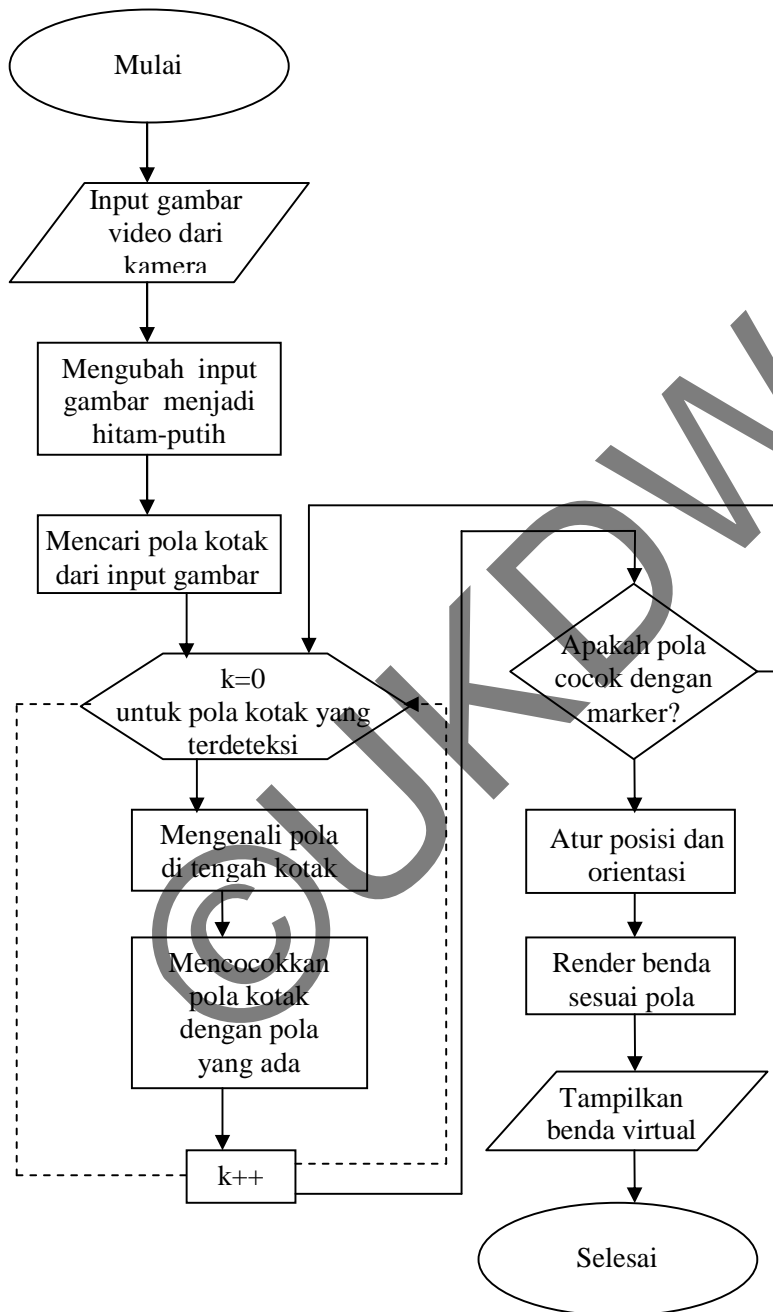 Mulai
Input gambar
video dari
kamera
Mengubah input
gambar menjadi
hitam-putih
Mencari pola kotak
dari input gambar
k=0
untuk pola kotak yang
terdeteksi
Mengenali pola
di tengah kotak
Mencocokkan
pola kotak
dengan pola
yang ada
k++
Apakah pola
cocok dengan
marker?
Atur posisi dan
orientasi
Render benda
sesuai pola
Tampilkan
benda virtual
Selesai
©UKDW